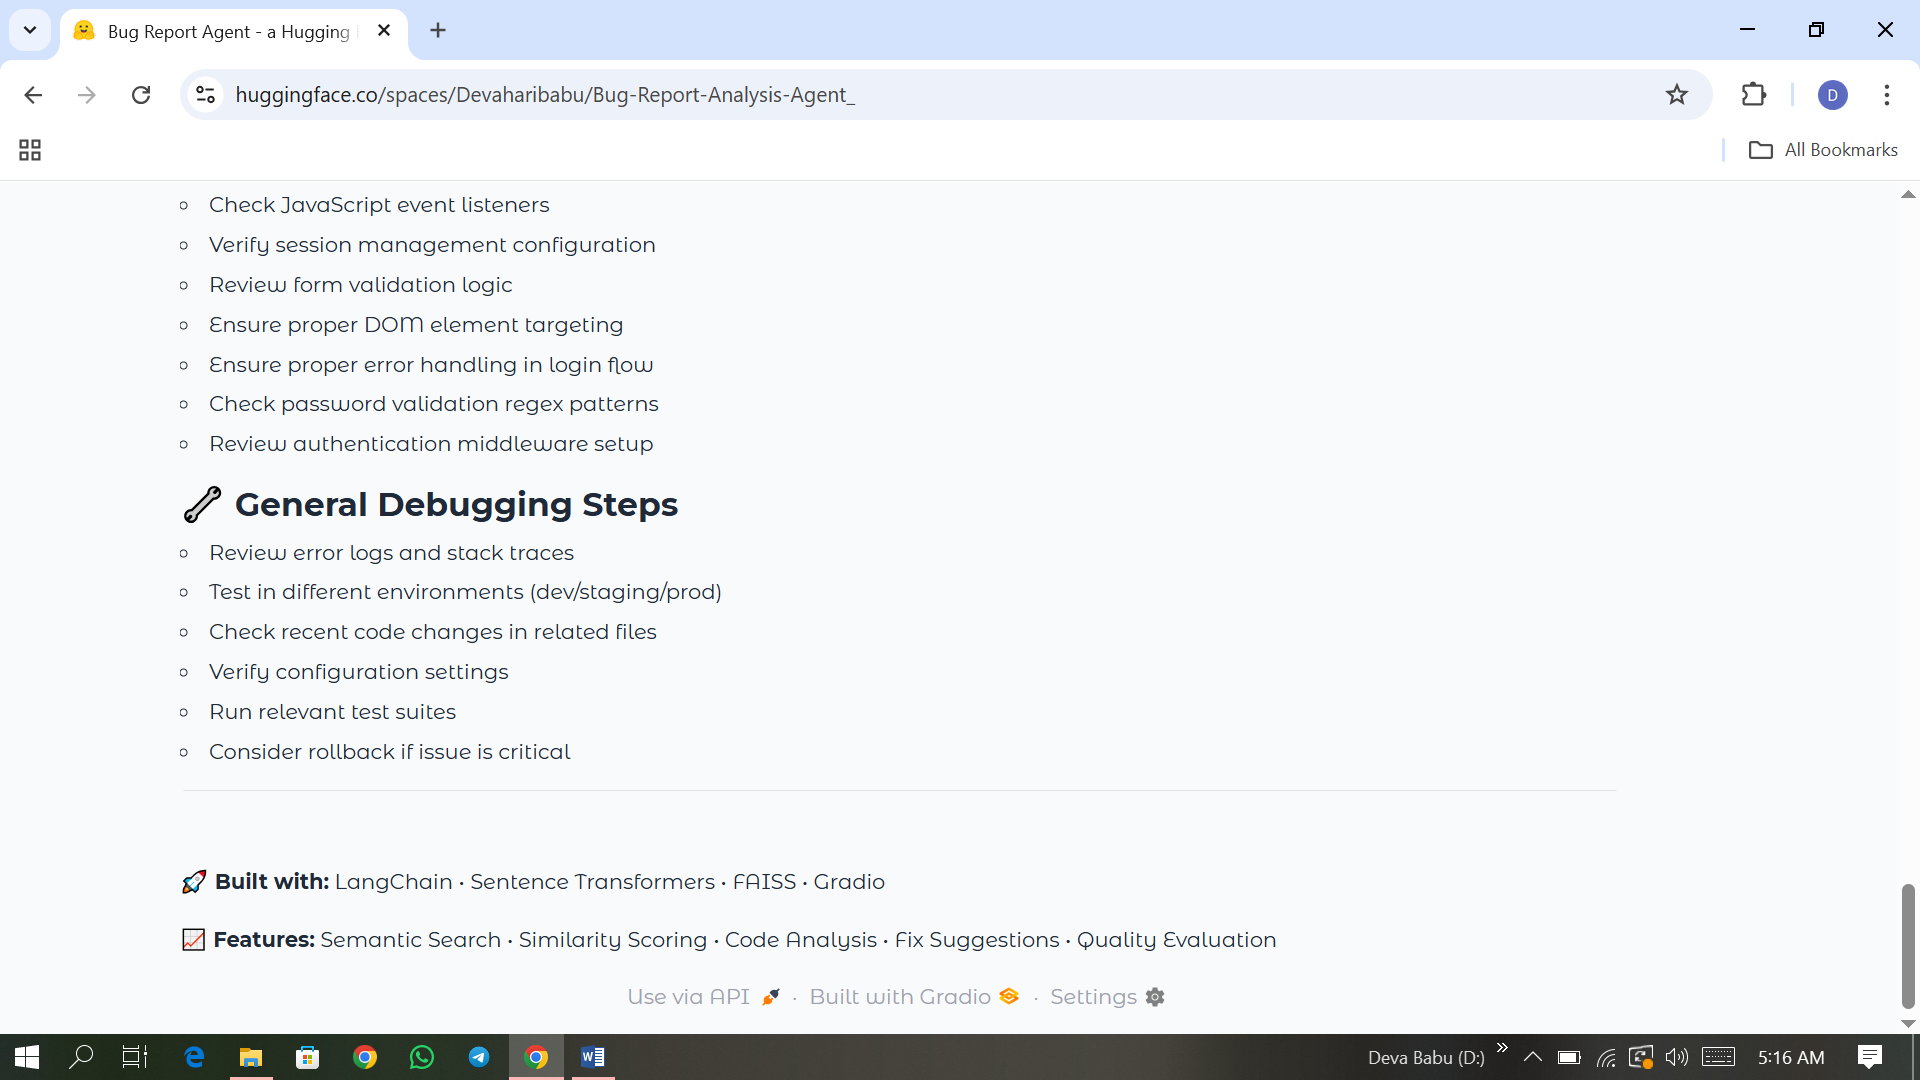 Bug Report Agent - a Hugging
huggingface.co/spaces/Devaharibabu/Bug-Report-Analysis-Agent_
D
All Bookmarks
Check JavaScript event listeners
Verify session management configuration
Review form validation logic
Ensure proper DOM element targeting
Ensure proper error handling in login flow
Check password validation regex patterns
Review authentication middleware setup
General Debugging Steps
Review error logs and stack traces
Test in different environments (dev/staging/prod)
Check recent code changes in related files
Verify configuration settings
Run relevant test suites
Consider rollback if issue is critical
Built with: LangChain · Sentence Transformers · FAISS · Gradio
Features: Semantic Search · Similarity Scoring · Code Analysis · Fix Suggestions · Quality Evaluation
Use via API · Built with Gradio · Settings
Deva Babu (D:) 5:16 AM